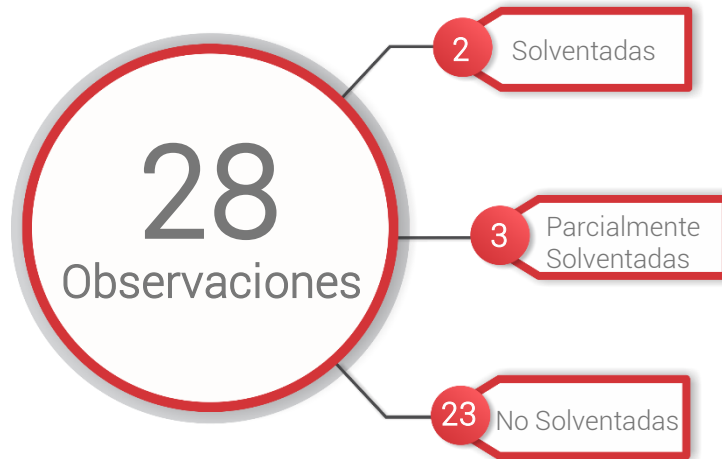 28
Observaciones
2
Solventadas
3
Parcialmente
Solventadas
23
No Solventadas